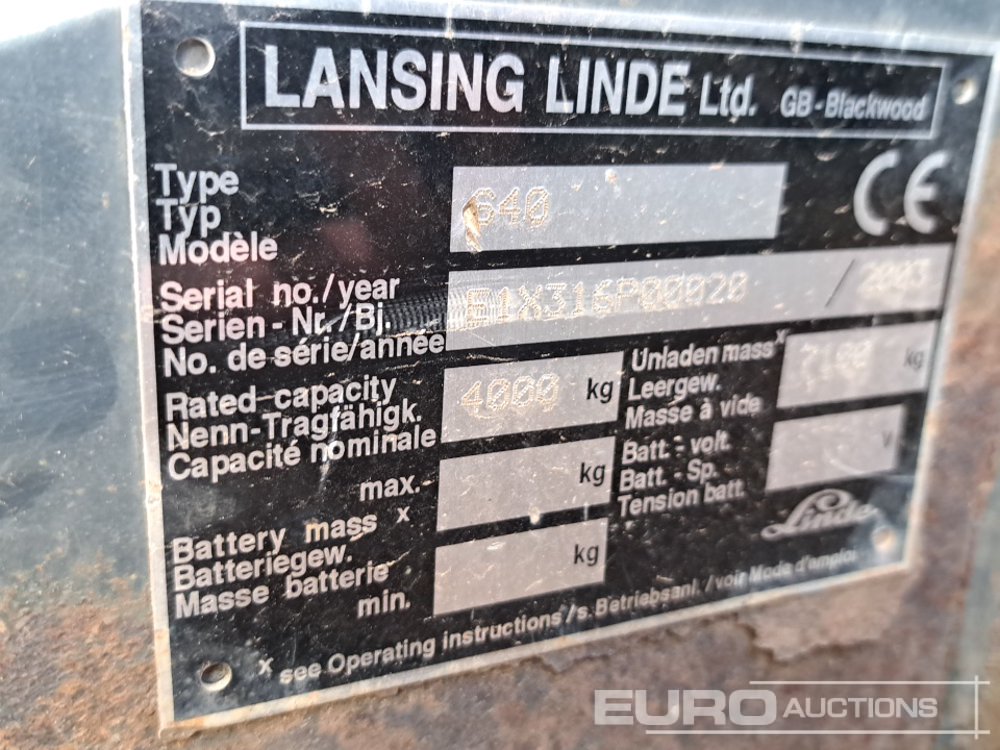 LANSING LINDE Ltd. GB-Blackwood
Type 640
Typ
Modèle
CE
Serial no./year E1X316P00020 / 2003
Serien-Nr./Bj.
No. de série/année
Rated capacity 4000 kg
Nenn-Tragfähigk.
Capacité nominale
Unladen mass x kg
Leergew.
Masse à vide
max. kg
Battery mass x
Batteriegew.
Masse batterie
min. kg
Batt. - volt. V
Batt. - Sp.
Tension batt.
Linde
x see Operating instructions /s. Betriebsanl. / voir Mode d'emploi
EURO AUCTIONS